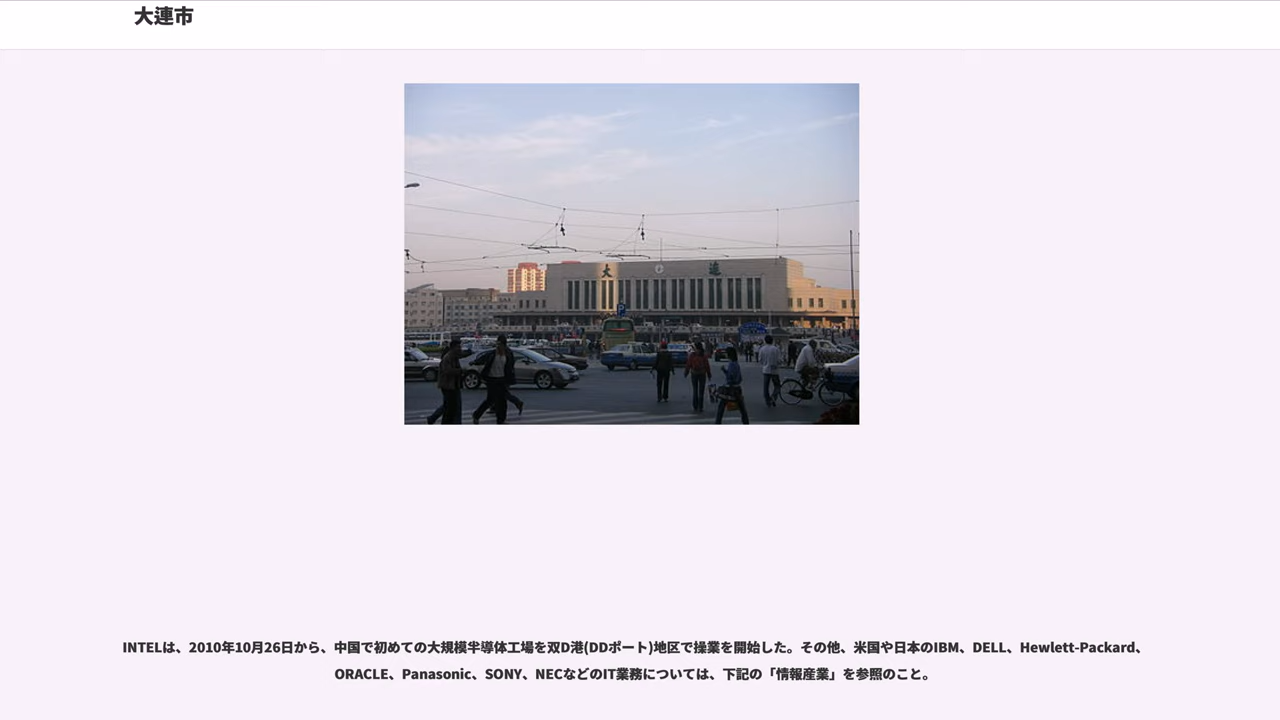 大連市
大 連
P
INTELは、2010年10月26日から、中国で初めての大規模半導体工場を双D港(DDポート)地区で操業を開始した。その他、米国や日本のIBM、DELL、Hewlett-Packard、
ORACLE、Panasonic、SONY、NECなどのIT業務については、下記の「情報産業」を参照のこと。